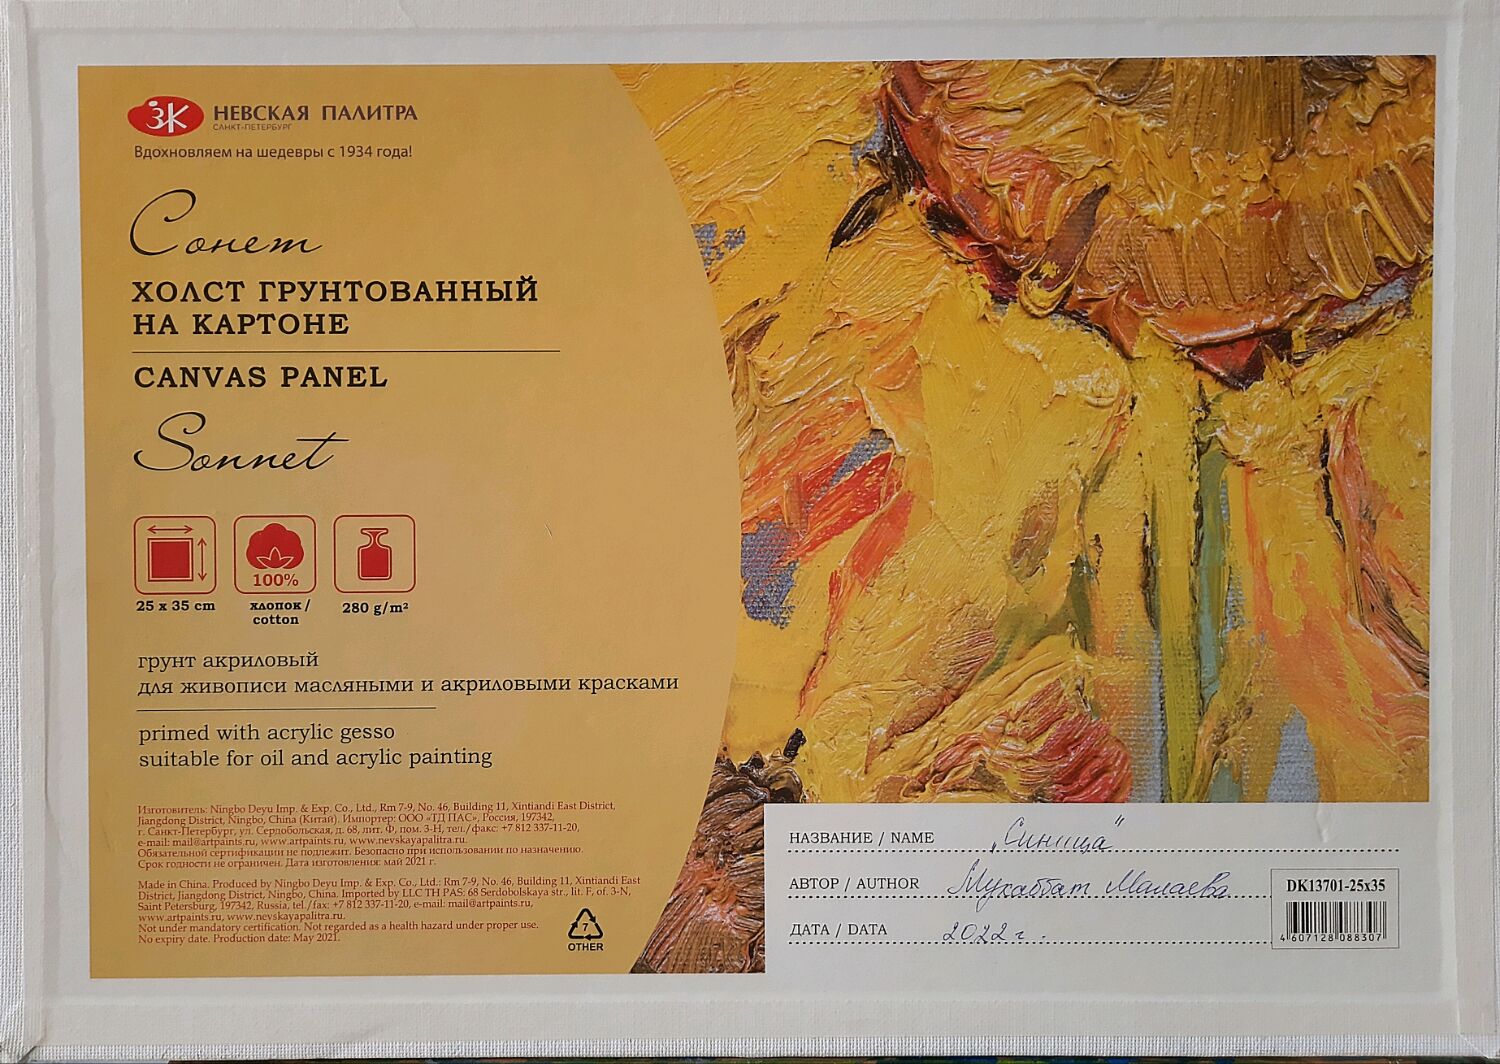 ЗК НЕВСКАЯ ПАЛИТРА
САНКТ-ПЕТЕРБУРГ
Вдохновляем на шедевры с 1934 года!
Сонет
ХОЛСТ ГРУНТОВАННЫЙ
НА КАРТОНЕ
CANVAS PANEL
Sonnet
100%
25 x 35 cm
хлопок /
cotton
280 g/m²
грунт акриловый
для живописи масляными и акриловыми красками
primed with acrylic gesso
suitable for oil and acrylic painting
Изготовитель: Ningbo Deyu Imp. & Exp. Co., Ltd., Rm 7-9, No. 46, Building 11, Xintiandi East District,
Jiangdong District, Ningbo, China (Китай). Импортер: ООО «ТД ПАС», Россия, 197342,
г. Санкт-Петербург, ул. Сердобольская, д. 68, лит. Ф, пом. 3-Н, тел./факс: +7 812 337-11-20,
e-mail: mail@artpaints.ru, www.artpaints.ru, www.nevskayapalitra.ru.
Обязательной сертификации не подлежит. Безопасно при использовании по назначению.
Срок годности не ограничен. Дата изготовления: май 2021 г.
Made in China. Produced by Ningbo Deyu Imp. & Exp. Co., Ltd.: Rm 7-9, No. 46, Building 11, Xintiandi East
District, Jiangdong District, Ningbo, China. Imported by LLC TH PAS: 68 Serdobolskaya str., lit. F, of. 3-N,
Saint Petersburg, 197342, Russia, tel./fax: +7 812 337-11-20, e-mail: mail@artpaints.ru,
www.artpaints.ru, www.nevskayapalitra.ru.
Not under mandatory certification. Not regarded as a health hazard under proper use.
No expiry date. Production date: May 2021.
7
OTHER
НАЗВАНИЕ / NAME „Синица"
АВТОР / AUTHOR Мухаббат Малаева
ДАТА / DATA 2022 г.
DK13701-25x35
4 607128 088307